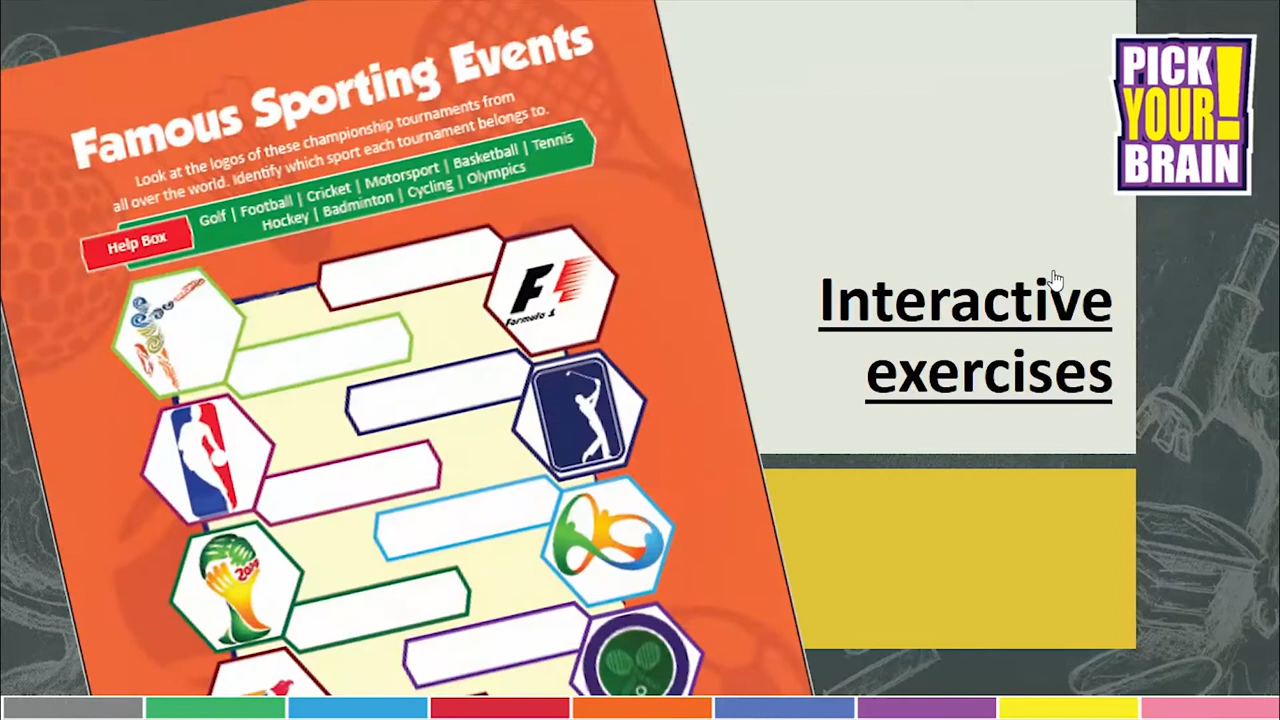 Famous Sporting Events
Look at the logos of these championship tournaments from
all over the world. Identify which sport each tournament belongs to.
Help Box
Golf | Football | Cricket | Motorsport | Basketball | Tennis
Hockey | Badminton | Cycling | Olympics
F1
Formula 1
2014
Interactive
exercises
PICK
YOUR!
BRAIN